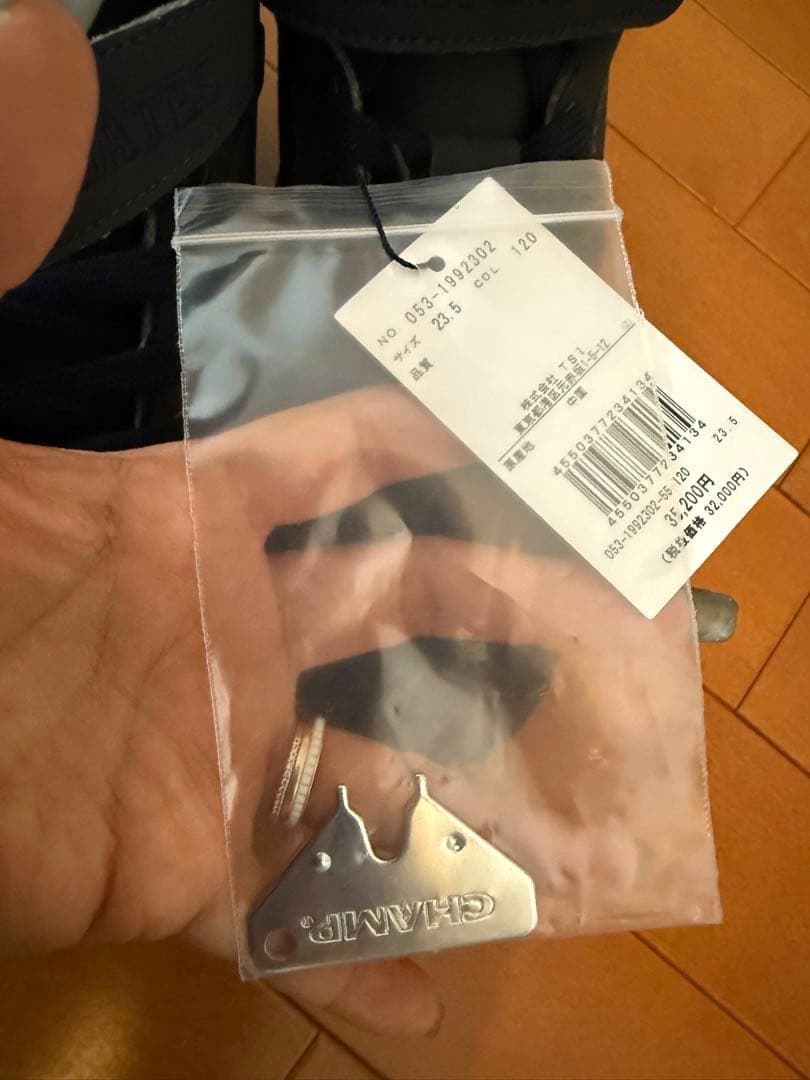 NO 053-1992302
サイズ 23.5 COL 120
品質
株式会社 TSI
東京都港区元赤坂1-5-12
原産地 中国
4550377234134
4550377234134
23.5
053-1992302-55 120
35,200円
(税抜価格 32,000円)
CHAMP®